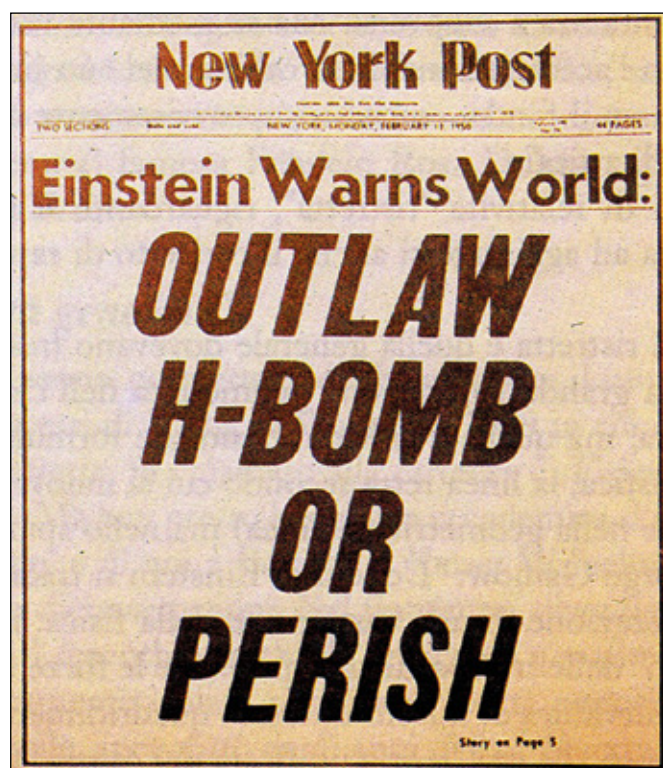 New York Post
TWO SECTIONS NEW YORK, MONDAY, FEBRUARY 13, 1950 44 PAGES
Einstein Warns World:
OUTLAW
H-BOMB
OR
PERISH
Story on Page 5